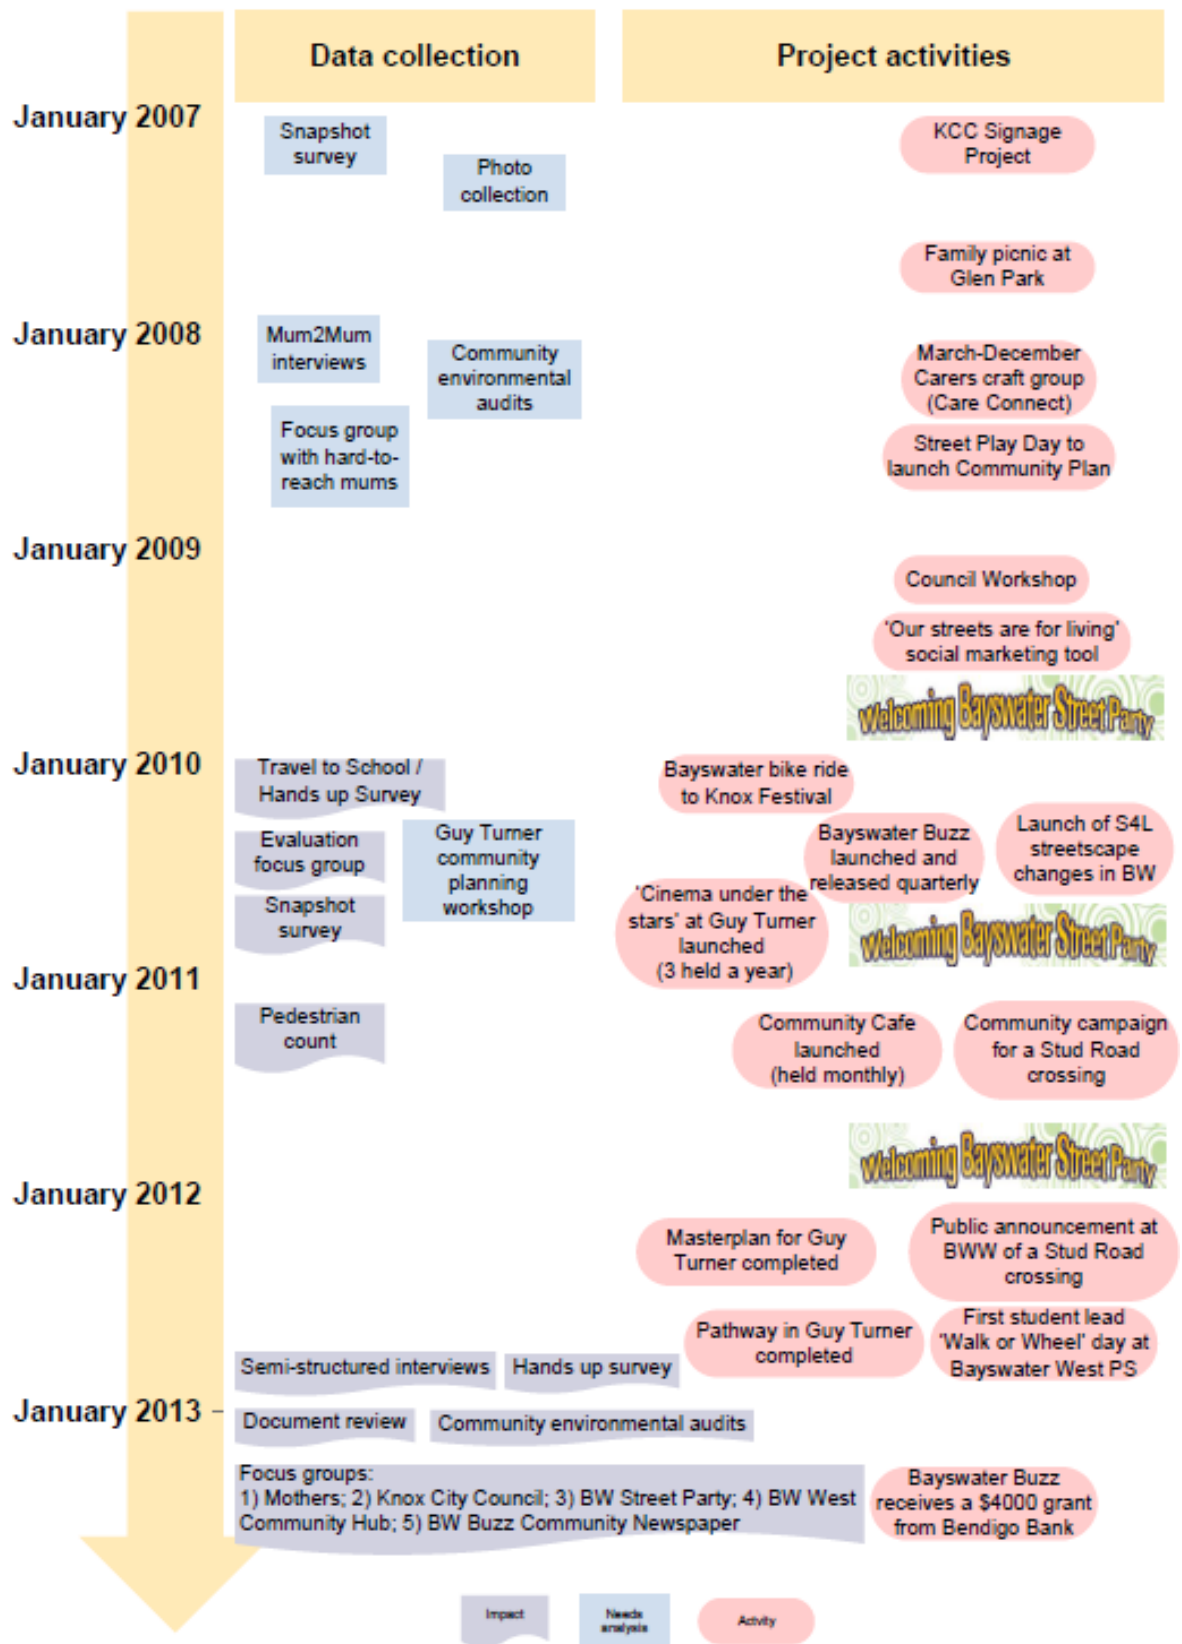 Data collection
Project activities
January 2007
Snapshot
survey
Photo
collection
KCC Signage
Project
Family picnic at
Glen Park
January 2008
Mum2Mum
interviews
Community
environmental
audits
Focus group
with hard-to-
reach mums
March-December
Carers craft group
(Care Connect)
Street Play Day to
launch Community Plan
January 2009
Council Workshop
'Our streets are for living'
social marketing tool
Welcoming Bayswater Street Party
January 2010
Travel to School /
Hands up Survey
Evaluation
focus group
Guy Turner
community
planning
workshop
Snapshot
survey
Bayswater bike ride
to Knox Festival
Bayswater Buzz
launched and
released quarterly
Launch of S4L
streetscape
changes in BW
'Cinema under the
stars' at Guy Turner
launched
(3 held a year)
Welcoming Bayswater Street Party
January 2011
Pedestrian
count
Community Cafe
launched
(held monthly)
Community campaign
for a Stud Road
crossing
Welcoming Bayswater Street Party
January 2012
Masterplan for Guy
Turner completed
Public announcement at
BWW of a Stud Road
crossing
Pathway in Guy Turner
completed
First student lead
'Walk or Wheel' day at
Bayswater West PS
Semi-structured interviews
Hands up survey
January 2013
Document review
Community environmental audits
Focus groups:
1) Mothers; 2) Knox City Council; 3) BW Street Party; 4) BW West
Community Hub; 5) BW Buzz Community Newspaper
Bayswater Buzz
receives a $4000 grant
from Bendigo Bank
Impact
Needs
analysis
Activity